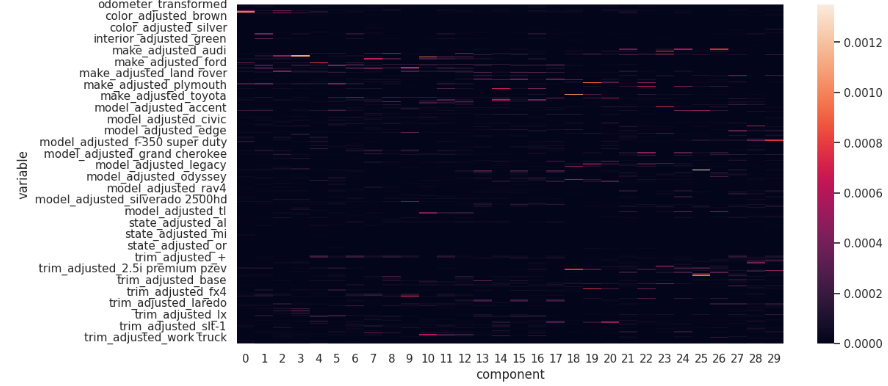 odometer_transformed
color_adjusted_brown
color_adjusted_silver
interior_adjusted_green
make_adjusted_audi
make_adjusted_ford
make_adjusted_land rover
make_adjusted_plymouth
make_adjusted_toyota
model_adjusted_accent
model_adjusted_civic
model_adjusted_edge
model_adjusted_f-350 super duty
model_adjusted_grand cherokee
model_adjusted_legacy
model_adjusted_odyssey
model_adjusted_rav4
model_adjusted_silverado 2500hd
model_adjusted_tl
state_adjusted_al
state_adjusted_mi
state_adjusted_or
trim_adjusted_+
trim_adjusted_2.5i premium pzev
trim_adjusted_base
trim_adjusted_fx4
trim_adjusted_laredo
trim_adjusted_lx
trim_adjusted_slt-1
trim_adjusted_work truck
variable
0 1 2 3 4 5 6 7 8 9 10 11 12 13 14 15 16 17 18 19 20 21 22 23 24 25 26 27 28 29
component
0.0012
0.0010
0.0008
0.0006
0.0004
0.0002
0.0000